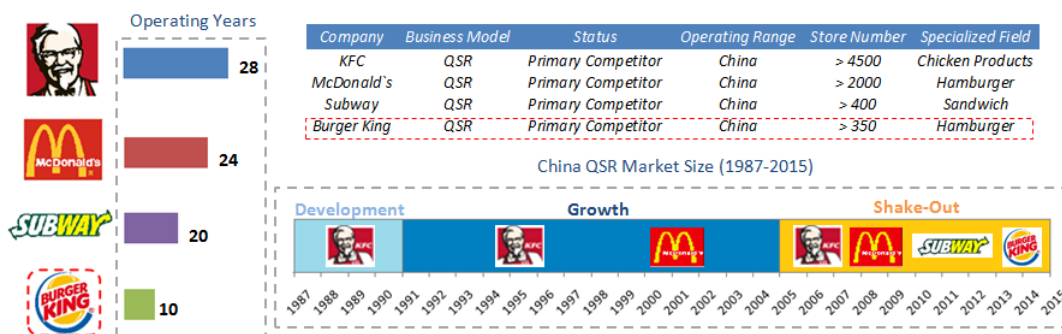 Operating Years
28
McDonald's
24
SUBWAY
20
BURGER
KING
10
Company Business Model Status Operating Range Store Number Specialized Field
KFC QSR Primary Competitor China > 4500 Chicken Products
McDonald`s QSR Primary Competitor China > 2000 Hamburger
Subway QSR Primary Competitor China > 400 Sandwich
Burger King QSR Primary Competitor China > 350 Hamburger
China QSR Market Size (1987-2015)
Development Growth Shake-Out
KFC KFC McDonald's KFC McDonald's SUBWAY BURGER KING
1987 1988 1989 1990 1991 1992 1993 1994 1995 1996 1997 1998 1999 2000 2001 2002 2003 2004 2005 2006 2007 2008 2009 2010 2011 2012 2013 2014 2015